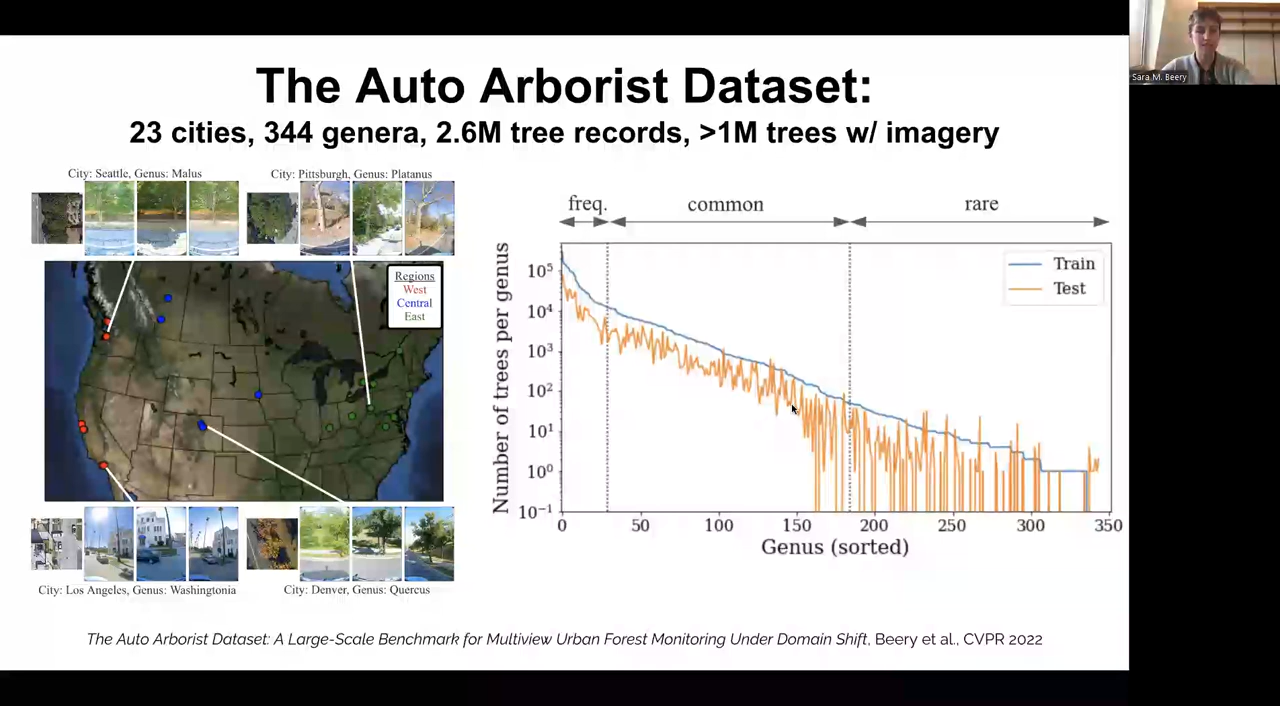 Sara M. Beery
The Auto Arborist Dataset:
23 cities, 344 genera, 2.6M tree records, >1M trees w/ imagery
City: Seattle, Genus: Malus
City: Pittsburgh, Genus: Platanus
Regions
West
Central
East
City: Los Angeles, Genus: Washingtonia
City: Denver, Genus: Quercus
freq.
common
rare
Train
Test
Number of trees per genus
10^5
10^4
10^3
10^2
10^1
10^0
10^-1
0
50
100
150
200
250
300
350
Genus (sorted)
The Auto Arborist Dataset: A Large-Scale Benchmark for Multiview Urban Forest Monitoring Under Domain Shift, Beery et al., CVPR 2022